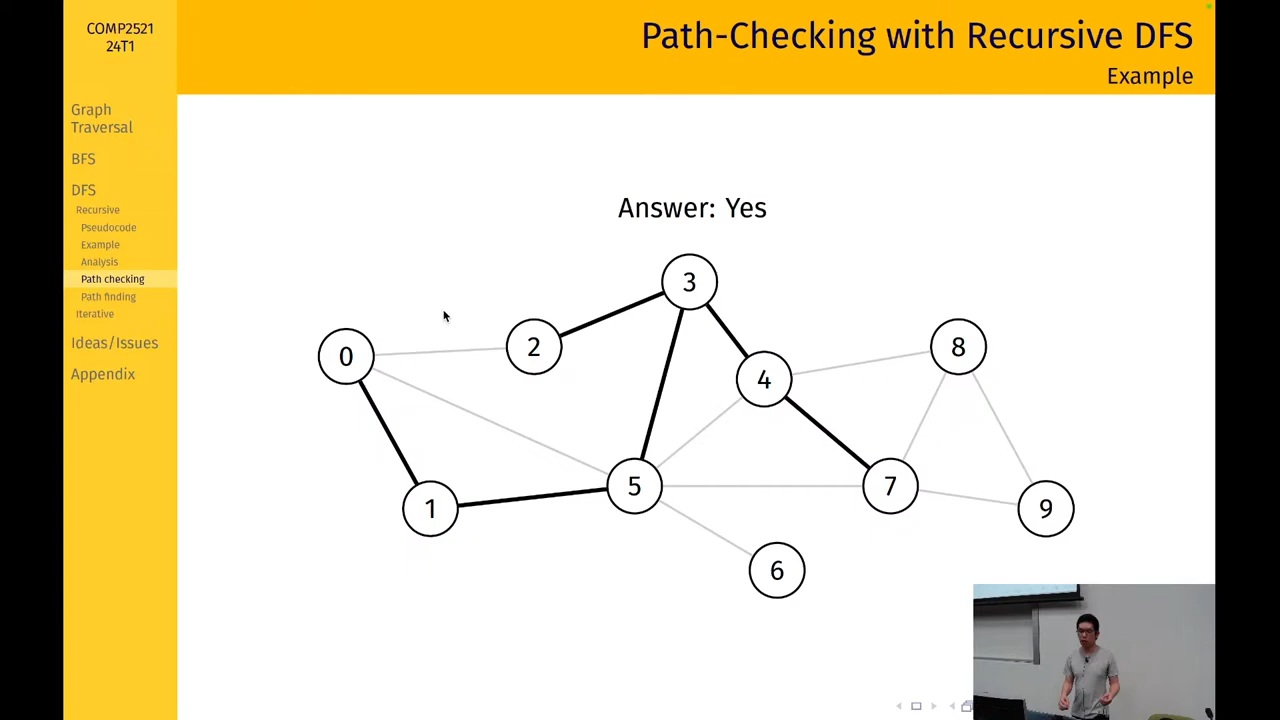 COMP2521
24T1
Path-Checking with Recursive DFS
Example
Graph
Traversal
BFS
DFS
Recursive
Pseudocode
Example
Analysis
Path checking
Path finding
Iterative
Ideas/Issues
Appendix
Answer: Yes
3
0
2
4
8
1
5
7
9
6